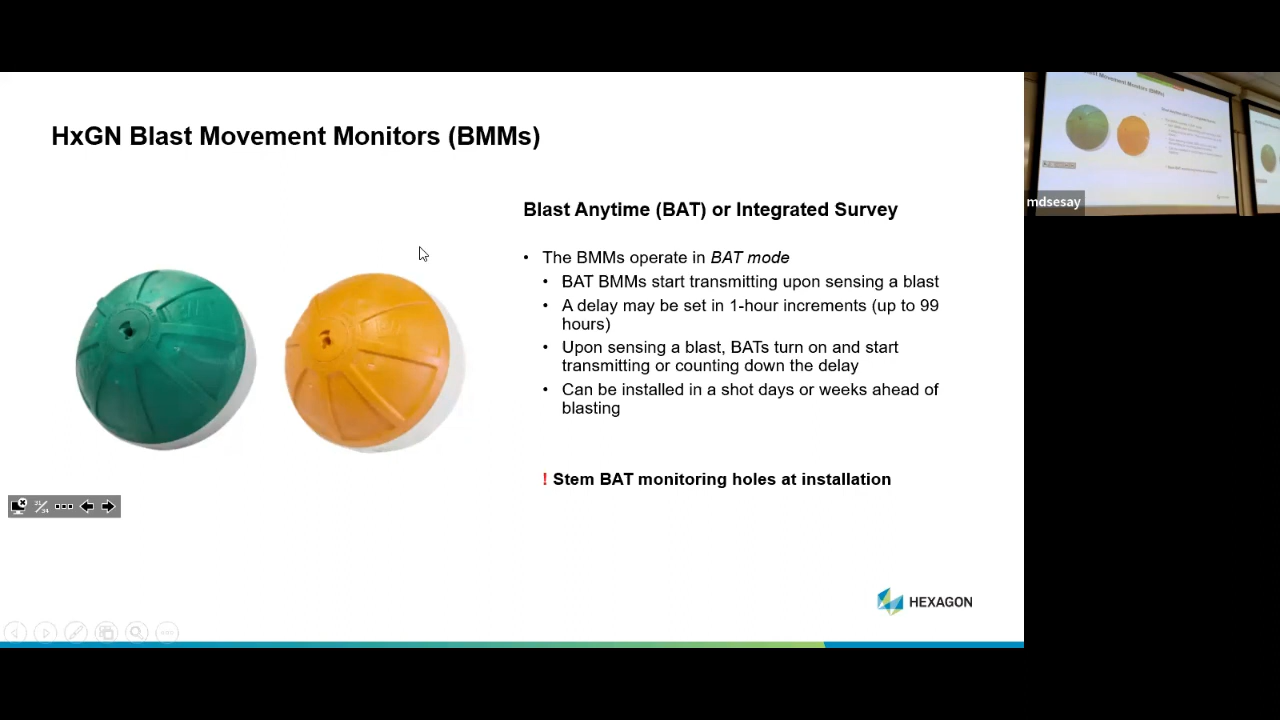 HxGN Blast Movement Monitors (BMMs)
Blast Anytime (BAT) or Integrated Survey
• The BMMs operate in BAT mode
• BAT BMMs start transmitting upon sensing a blast
• A delay may be set in 1-hour increments (up to 99
hours)
• Upon sensing a blast, BATs turn on and start
transmitting or counting down the delay
• Can be installed in a shot days or weeks ahead of
blasting
! Stem BAT monitoring holes at installation
HEXAGON
mdsesay